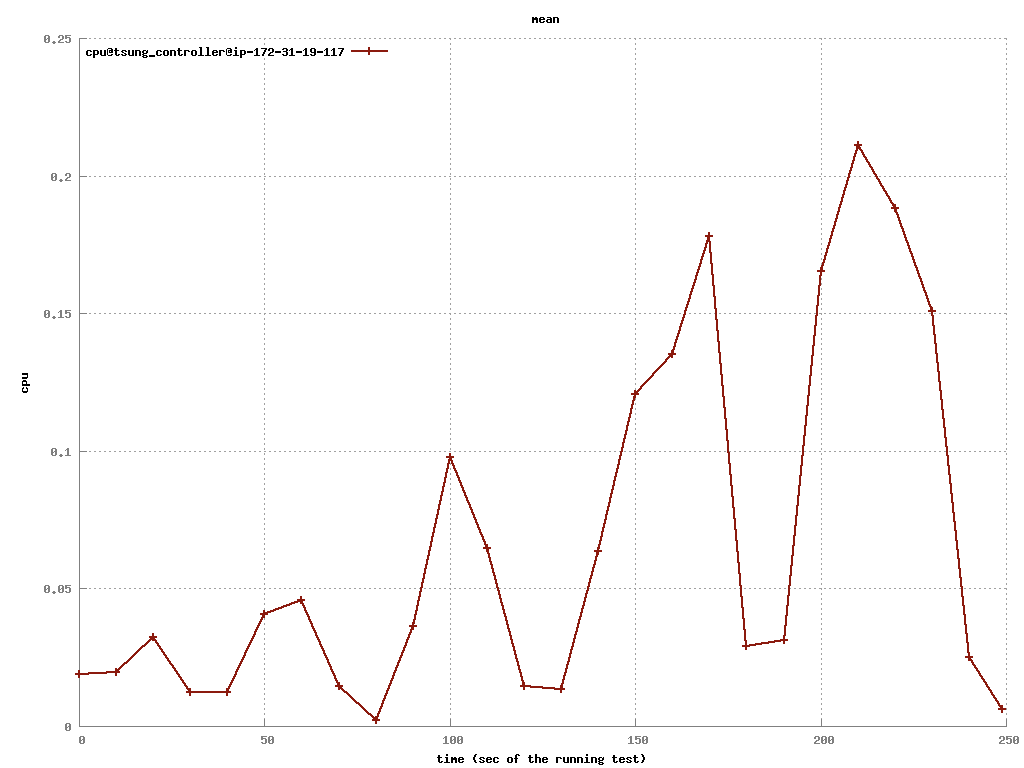 mean
0.25
cpu@tsung_controller@ip-172-31-19-117
0.2
0.15
cpu
0.1
0.05
0
0 50 100 150 200 250
time (sec of the running test)